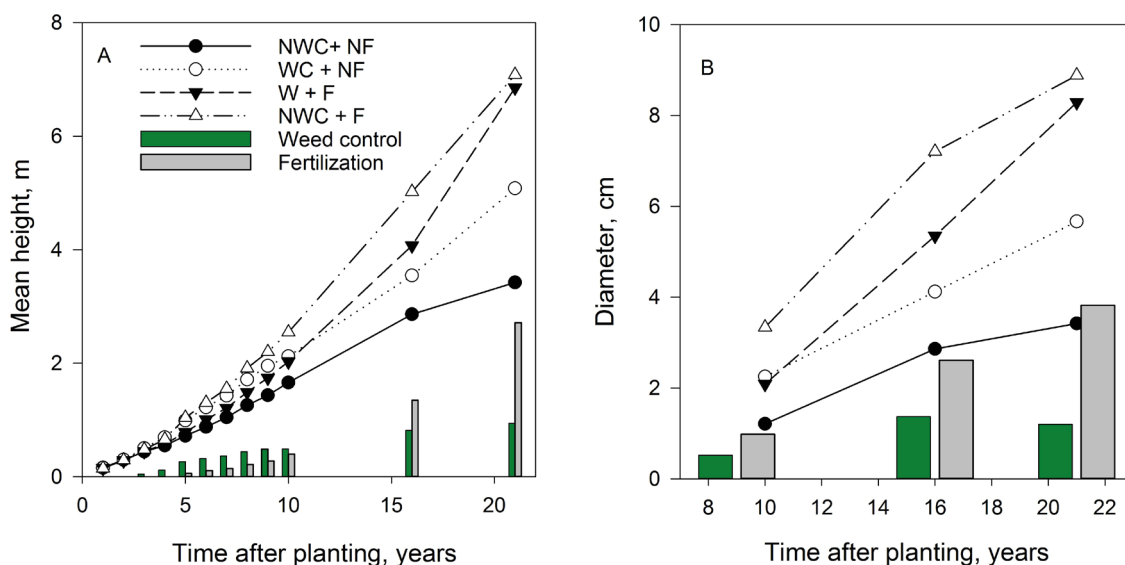 A
NWC+ NF
WC + NF
W + F
NWC + F
Weed control
Fertilization
Mean height, m
8
6
4
2
0
0 5 10 15 20
Time after planting, years
B
Diameter, cm
10
8
6
4
2
0
8 10 12 14 16 18 20 22
Time after planting, years